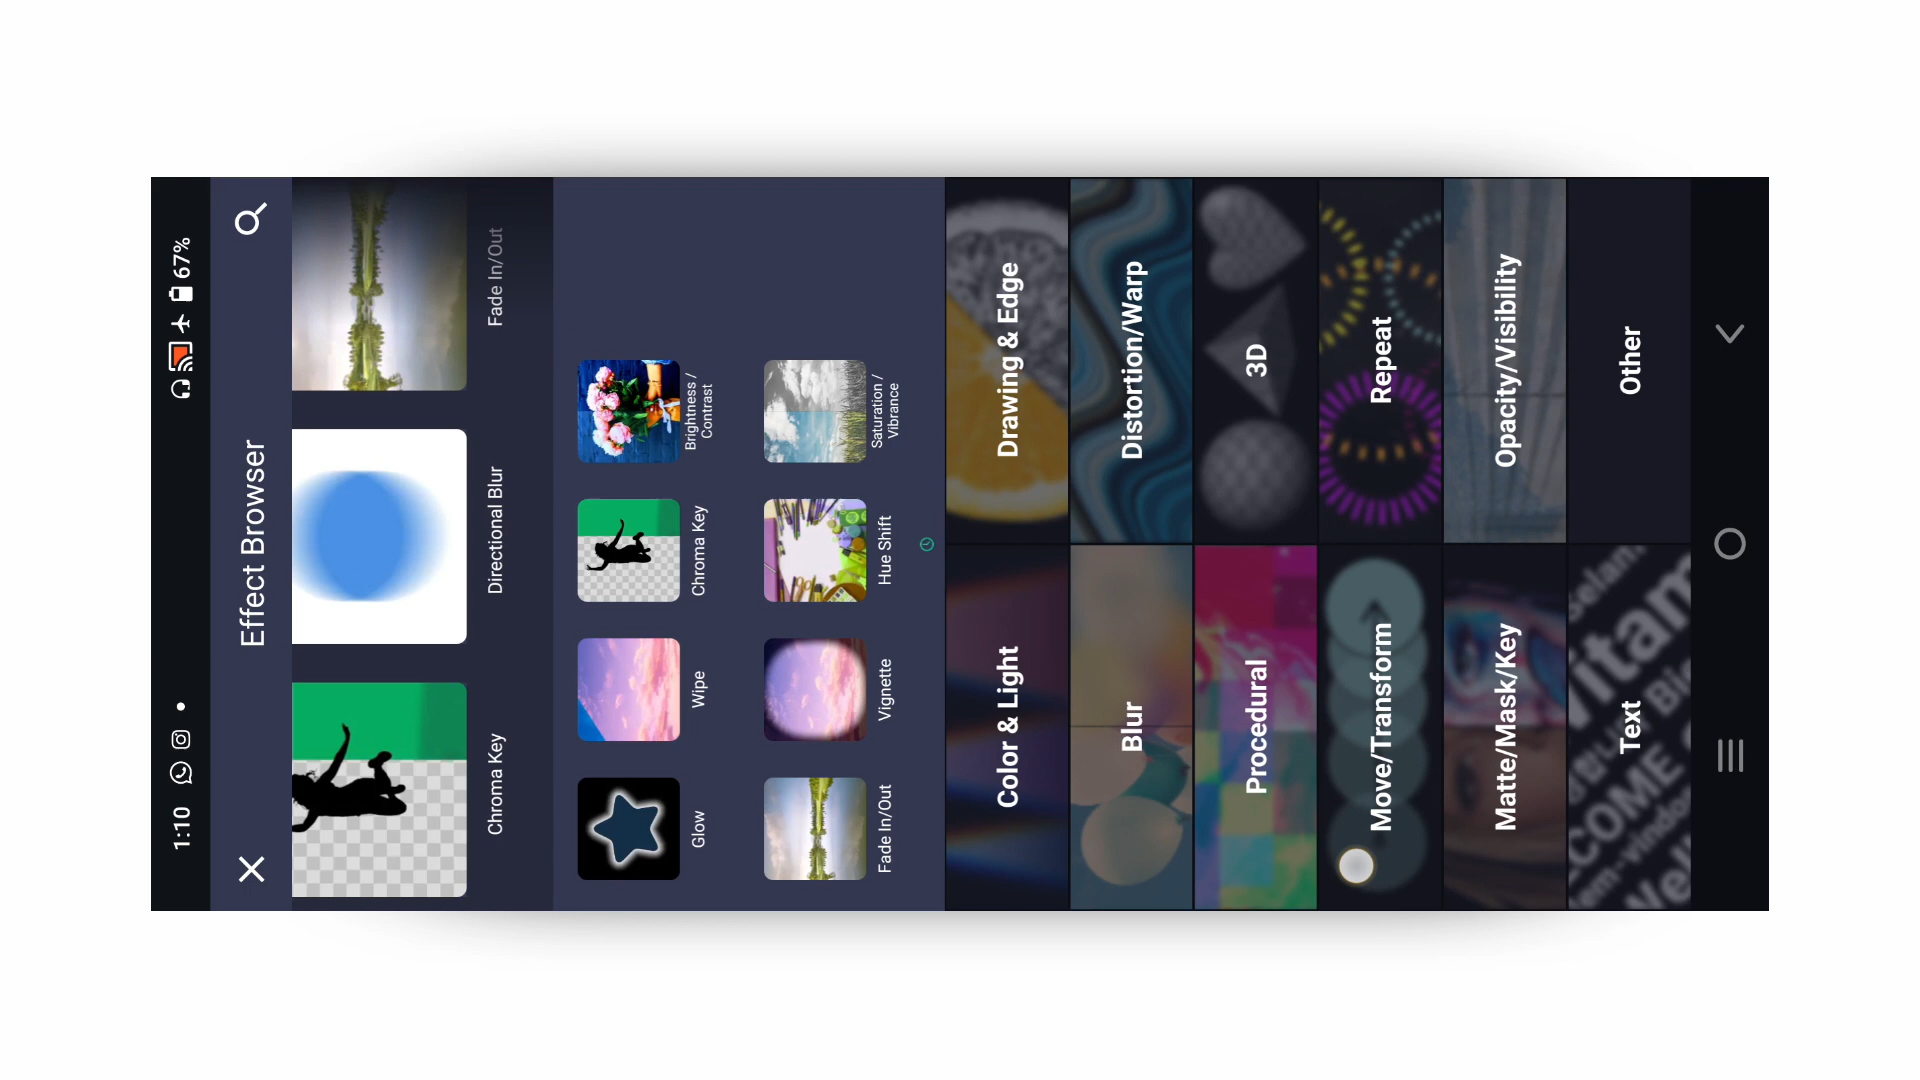 1:10
67%
Effect Browser
Chroma Key
Directional Blur
Fade In/Out
Glow
Wipe
Chroma Key
Brightness /
Contrast
Fade In/Out
Vignette
Hue Shift
Saturation /
Vibrance
Color & Light
Drawing & Edge
Blur
Distortion/Warp
Procedural
3D
Move/Transform
Repeat
Matte/Mask/Key
Opacity/Visibility
Text
Other